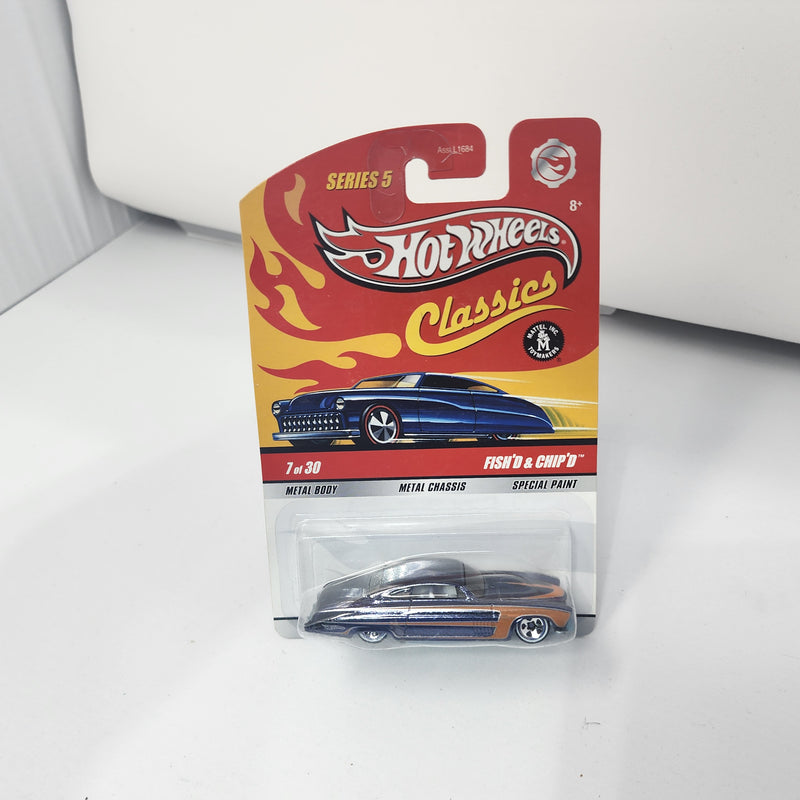 Asst. L1684
SERIES 5
8+
HOT WHEELS®
Classics
MATTEL, INC.
M
TOYMAKERS
7 of 30
FISH'D & CHIP'D™
METAL BODY METAL CHASSIS SPECIAL PAINT